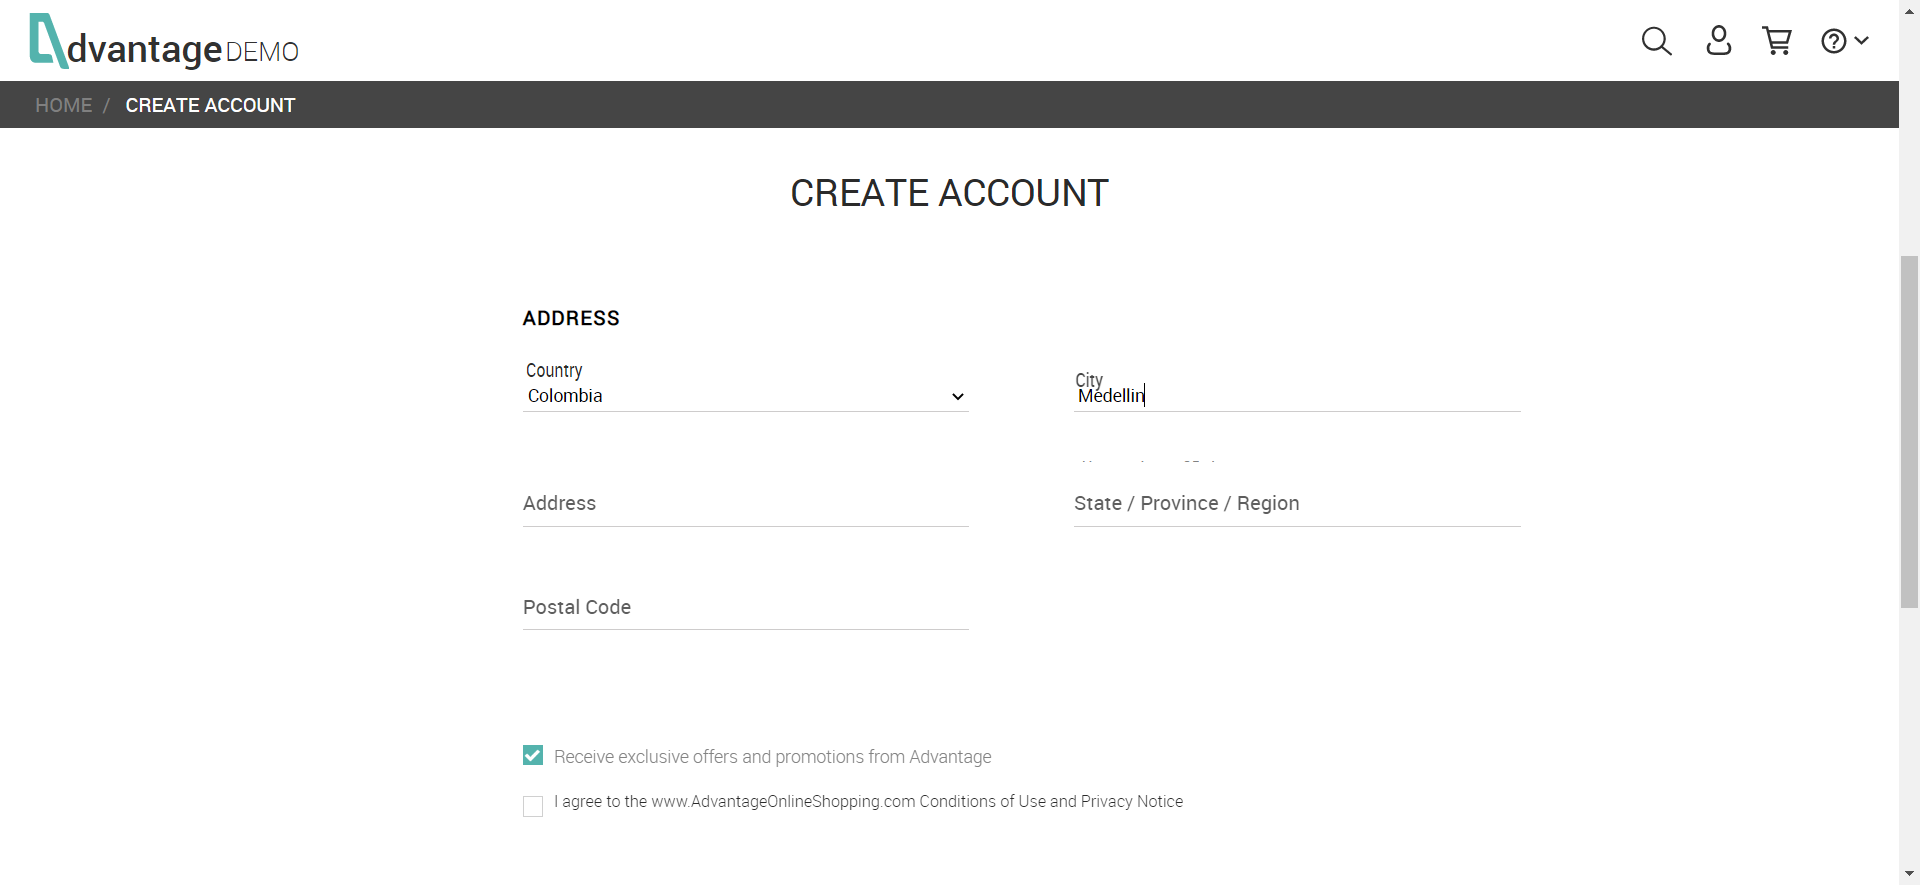 dvantage DEMO
HOME / CREATE ACCOUNT
CREATE ACCOUNT
ADDRESS
Country
Colombia
City
Medellin
Address
State / Province / Region
Postal Code
Receive exclusive offers and promotions from Advantage
I agree to the www.AdvantageOnlineShopping.com Conditions of Use and Privacy Notice